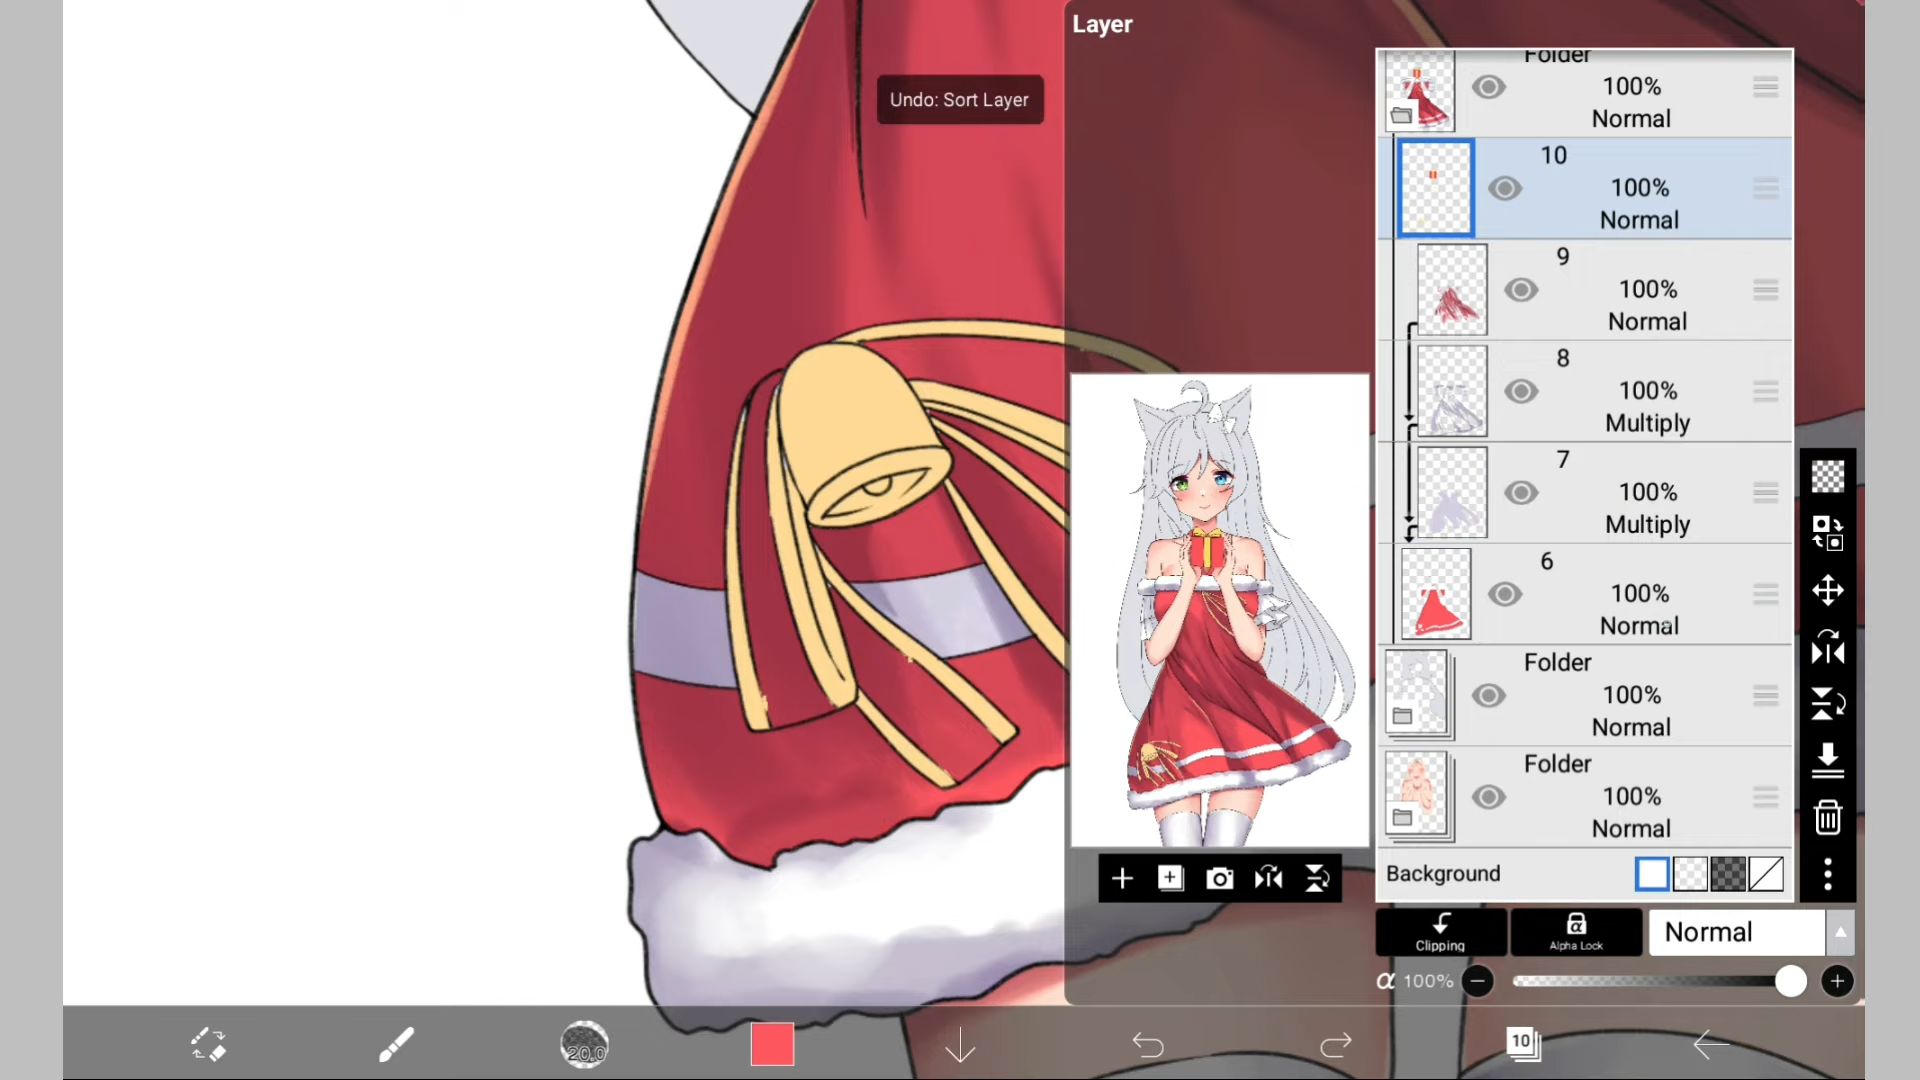 Layer
Undo: Sort Layer
Folder
100%
Normal
10
100%
Normal
9
100%
Normal
8
100%
Multiply
7
100%
Multiply
6
100%
Normal
Folder
100%
Normal
Folder
100%
Normal
Background
Clipping
Alpha Lock
Normal
α 100%
20.0
10